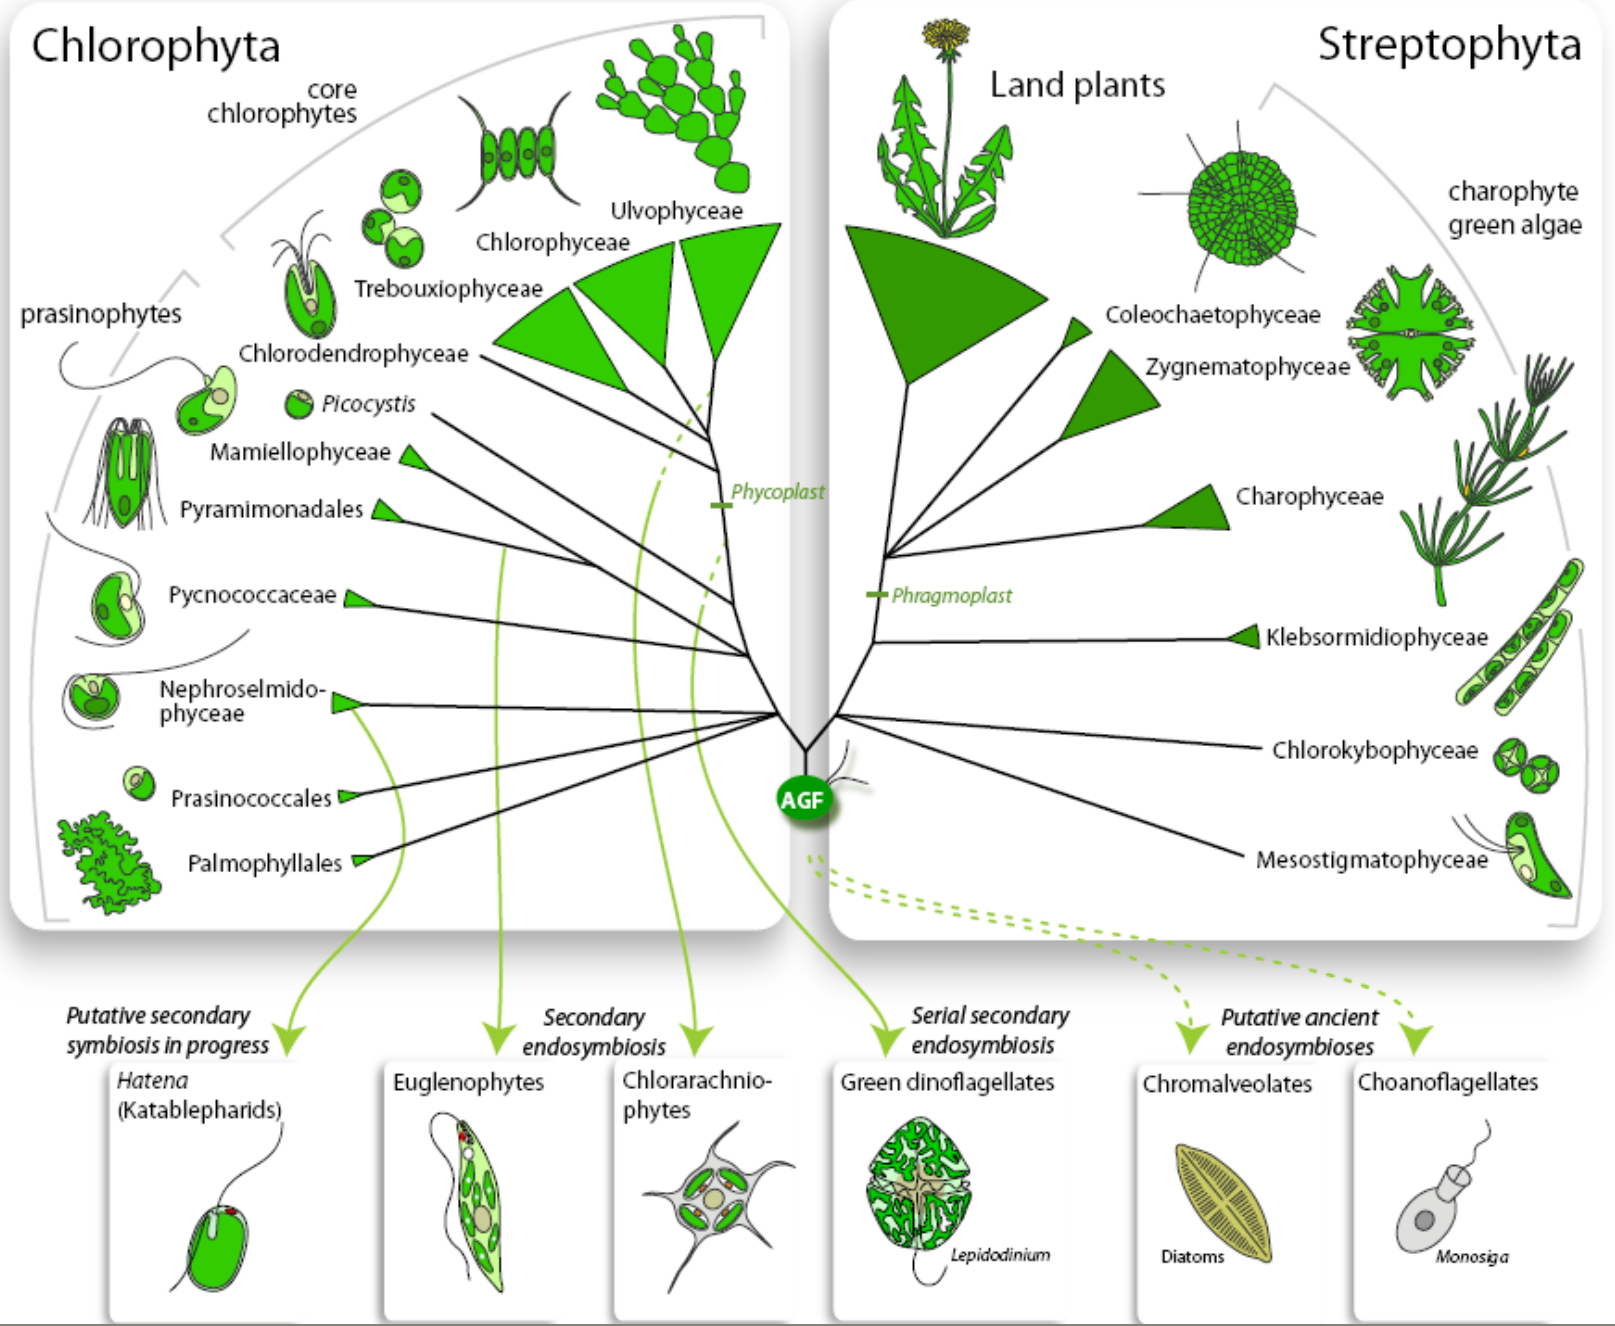 Chlorophyta
Streptophyta
core
chlorophytes
Land plants
charophyte
green algae
Ulvophyceae
Chlorophyceae
Trebouxiophyceae
prasinophytes
Chlorodendrophyceae
Picocystis
Mamiellophyceae
Pyramimonadales
Pycnococcaceae
Nephroselmido-
phyceae
Prasinococcales
Palmophyllales
Phycoplast
Coleochaetophyceae
Zygnematophyceae
Charophyceae
Phragmoplast
Klebsormidiophyceae
Chlorokybophyceae
Mesostigmatophyceae
AGF
Putative secondary
symbiosis in progress
Secondary
endosymbiosis
Serial secondary
endosymbiosis
Putative ancient
endosymbioses
Hatena
(Katablepharids)
Euglenophytes
Chlorarachnio-
phytes
Green dinoflagellates
Lepidodinium
Chromalveolates
Diatoms
Choanoflagellates
Monosiga